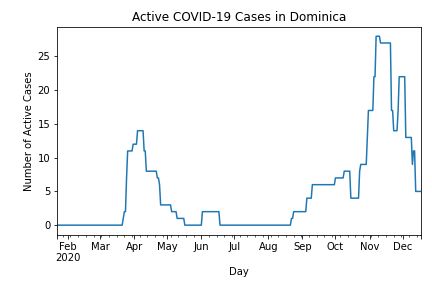 Active COVID-19 Cases in Dominica
Number of Active Cases
25
20
15
10
5
0
Feb Mar Apr May Jun Jul Aug Sep Oct Nov Dec
2020
Day